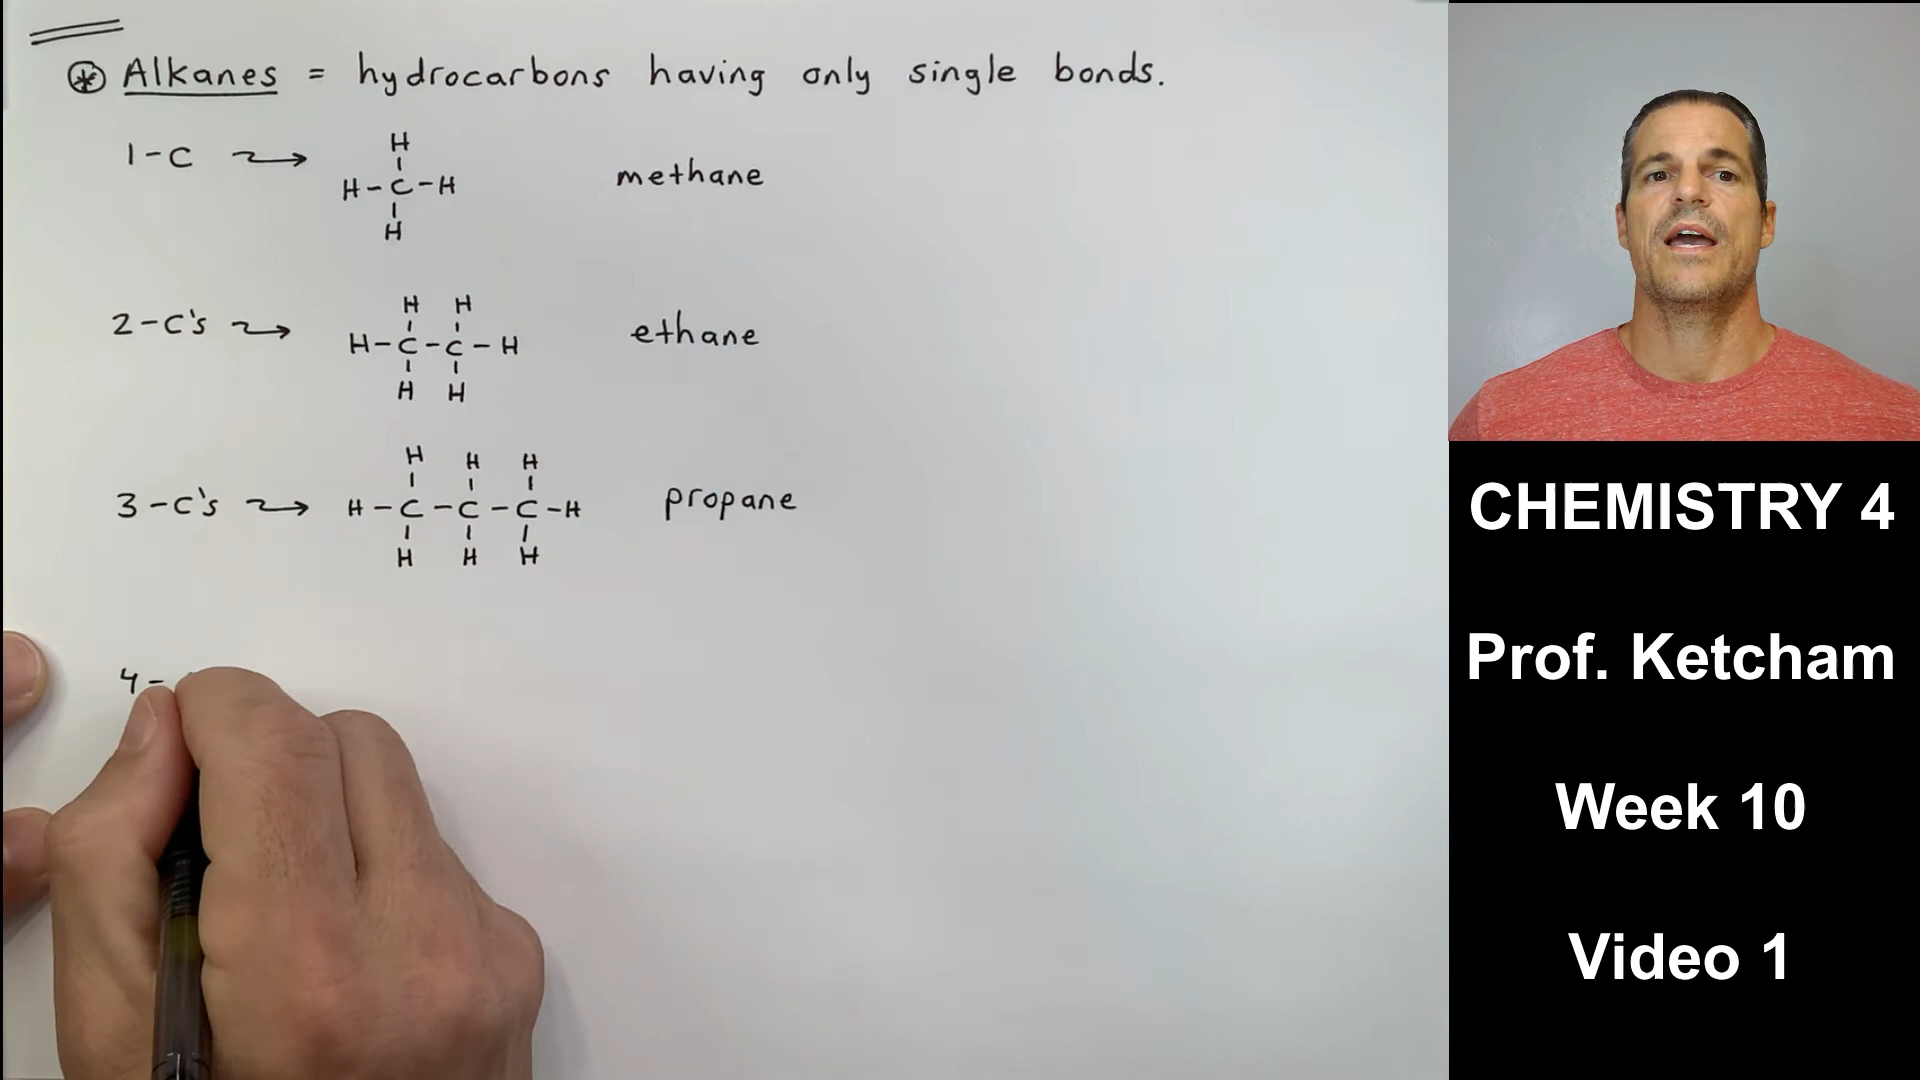 ⊛ Alkanes = hydrocarbons having only single bonds.
1-C → methane
H
H-C-H
H
2-C's → ethane
H H
H-C-C-H
H H
3-C's → propane
H H H
H-C-C-C-H
H H H
4-
CHEMISTRY 4
Prof. Ketcham
Week 10
Video 1